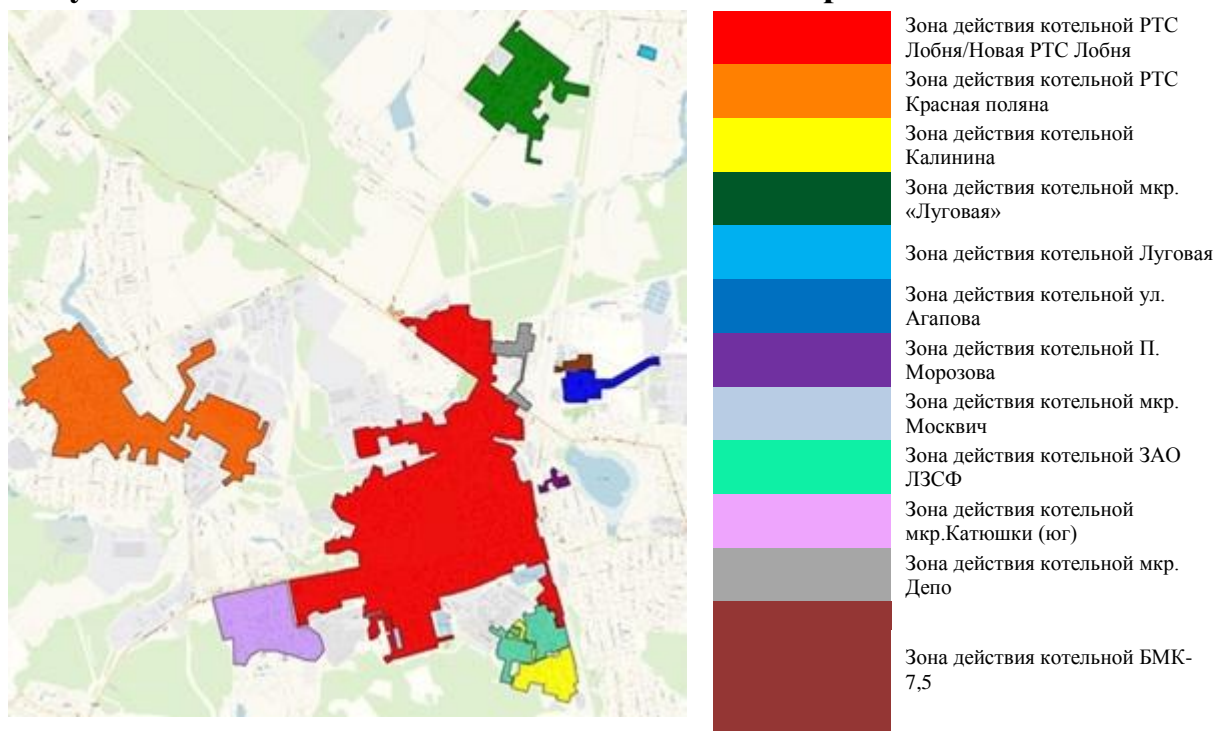 Зона действия котельной РТС
Лобня/Новая РТС Лобня
Зона действия котельной РТС
Красная поляна
Зона действия котельной
Калинина
Зона действия котельной мкр.
«Луговая»
Зона действия котельной Луговая
Зона действия котельной ул.
Агапова
Зона действия котельной П.
Морозова
Зона действия котельной мкр.
Москвич
Зона действия котельной ЗАО
ЛЗСФ
Зона действия котельной
мкр.Катюшки (юг)
Зона действия котельной мкр.
Депо
Зона действия котельной БМК-
7,5